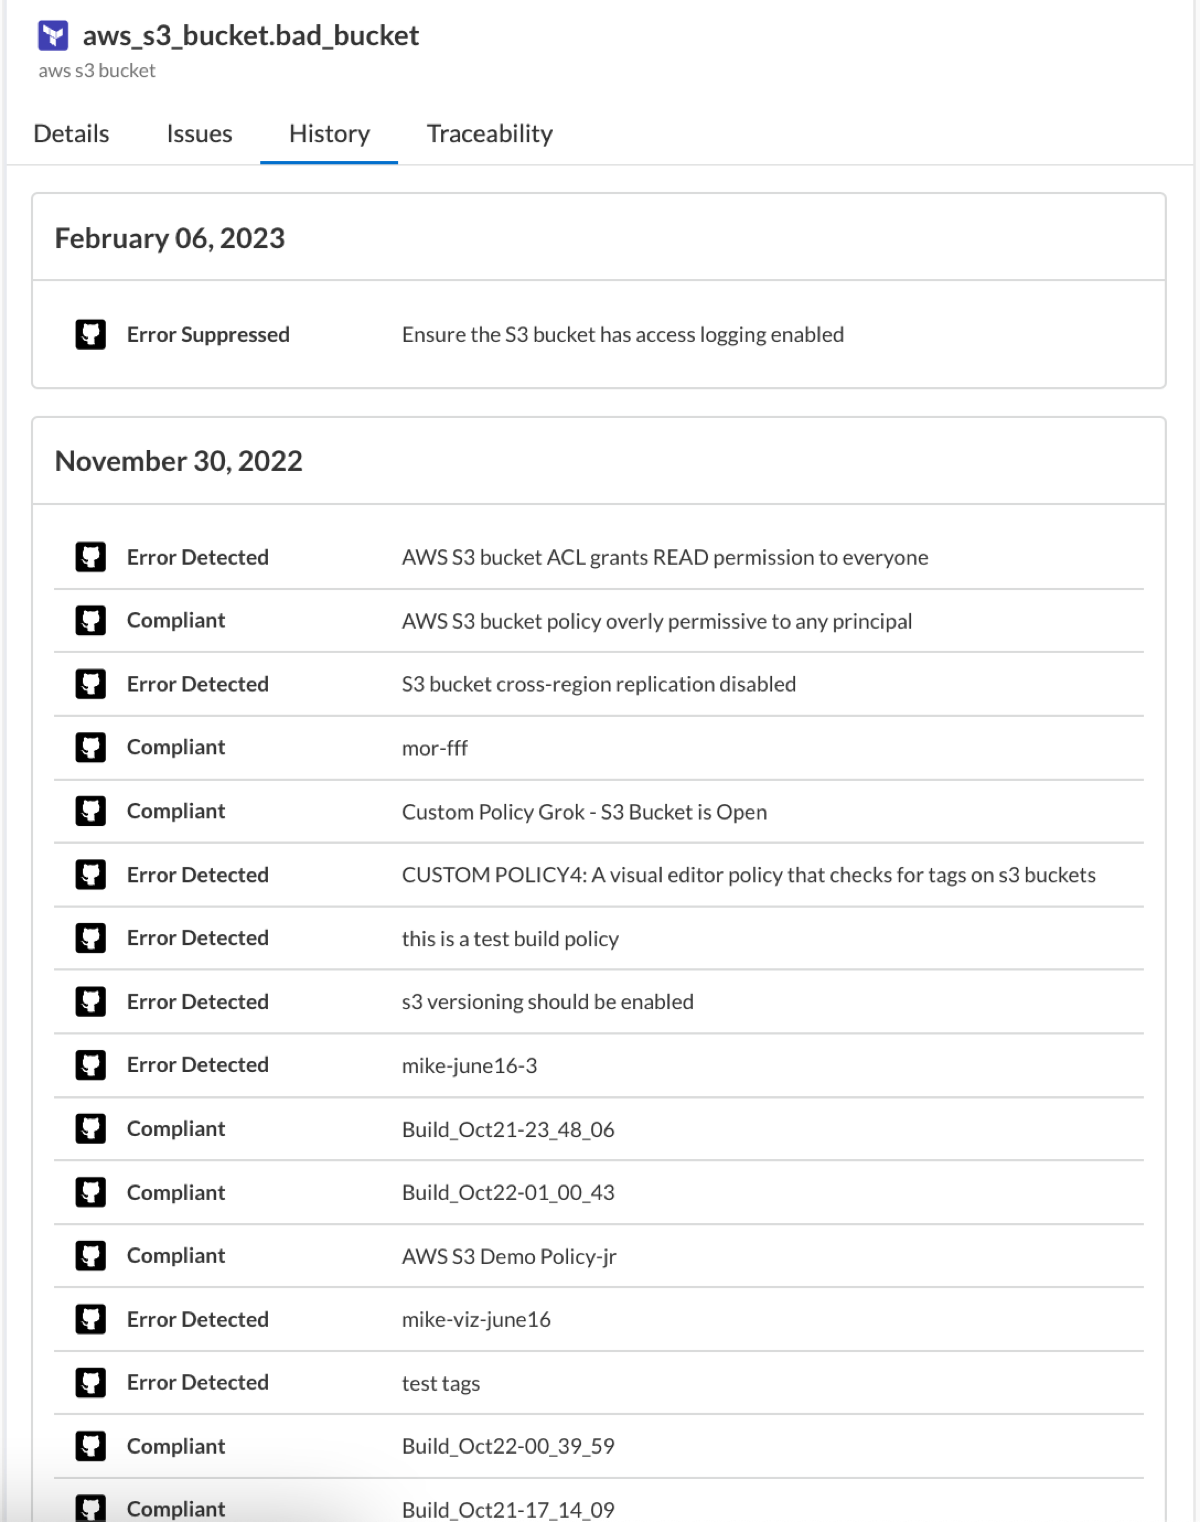 aws_s3_bucket.bad_bucket
aws s3 bucket
Details Issues History Traceability
February 06, 2023
Error Suppressed Ensure the S3 bucket has access logging enabled
November 30, 2022
Error Detected AWS S3 bucket ACL grants READ permission to everyone
Compliant AWS S3 bucket policy overly permissive to any principal
Error Detected S3 bucket cross-region replication disabled
Compliant mor-fff
Compliant Custom Policy Grok - S3 Bucket is Open
Error Detected CUSTOM POLICY4: A visual editor policy that checks for tags on s3 buckets
Error Detected this is a test build policy
Error Detected s3 versioning should be enabled
Error Detected mike-june16-3
Compliant Build_Oct21-23_48_06
Compliant Build_Oct22-01_00_43
Compliant AWS S3 Demo Policy-jr
Error Detected mike-viz-june16
Error Detected test tags
Compliant Build_Oct22-00_39_59
Compliant Build_Oct21-17_14_09